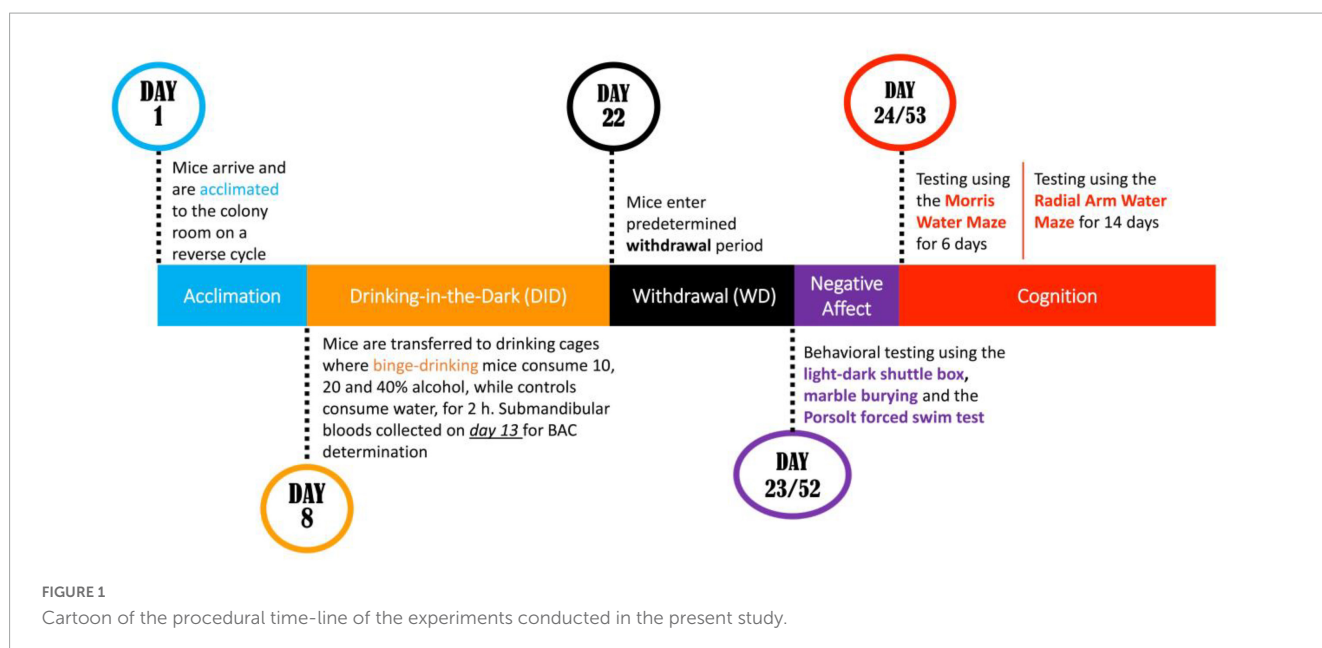 DAY
1
DAY
22
DAY
24/53
Mice arrive and
are acclimated
to the colony
room on a
reverse cycle
Mice enter
predetermined
withdrawal period
Testing using
the Morris
Water Maze
for 6 days
Testing using the
Radial Arm Water
Maze for 14 days
Acclimation
Drinking-in-the-Dark (DID)
Withdrawal (WD)
Negative
Affect
Cognition
Mice are transferred to drinking cages
where binge-drinking mice consume 10,
20 and 40% alcohol, while controls
consume water, for 2 h. Submandibular
bloods collected on day 13 for BAC
determination
Behavioral testing using the
light-dark shuttle box,
marble burying and the
Porsolt forced swim test
DAY
8
DAY
23/52
FIGURE 1
Cartoon of the procedural time-line of the experiments conducted in the present study.